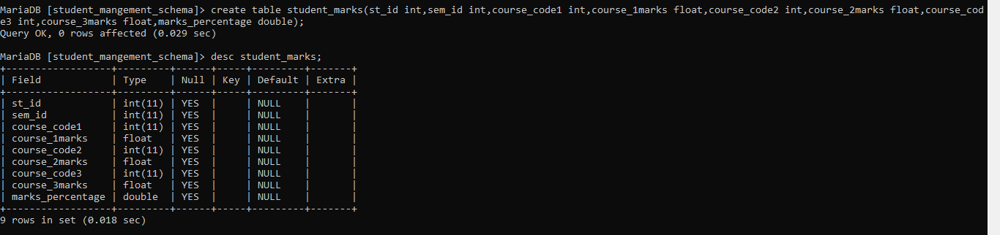 MariaDB [student_mangement_schema]> create table student_marks(st_id int,sem_id int,course_code1 int,course_1marks float,course_code2 int,course_2marks float,course_cod
e3 int,course_3marks float,marks_percentage double);
Query OK, 0 rows affected (0.029 sec)

MariaDB [student_mangement_schema]> desc student_marks;
+------------------+---------+------+-----+---------+-------+
| Field            | Type    | Null | Key | Default | Extra |
+------------------+---------+------+-----+---------+-------+
| st_id            | int(11) | YES  |     | NULL    |       |
| sem_id           | int(11) | YES  |     | NULL    |       |
| course_code1     | int(11) | YES  |     | NULL    |       |
| course_1marks    | float   | YES  |     | NULL    |       |
| course_code2     | int(11) | YES  |     | NULL    |       |
| course_2marks    | float   | YES  |     | NULL    |       |
| course_code3     | int(11) | YES  |     | NULL    |       |
| course_3marks    | float   | YES  |     | NULL    |       |
| marks_percentage | double  | YES  |     | NULL    |       |
+------------------+---------+------+-----+---------+-------+
9 rows in set (0.018 sec)